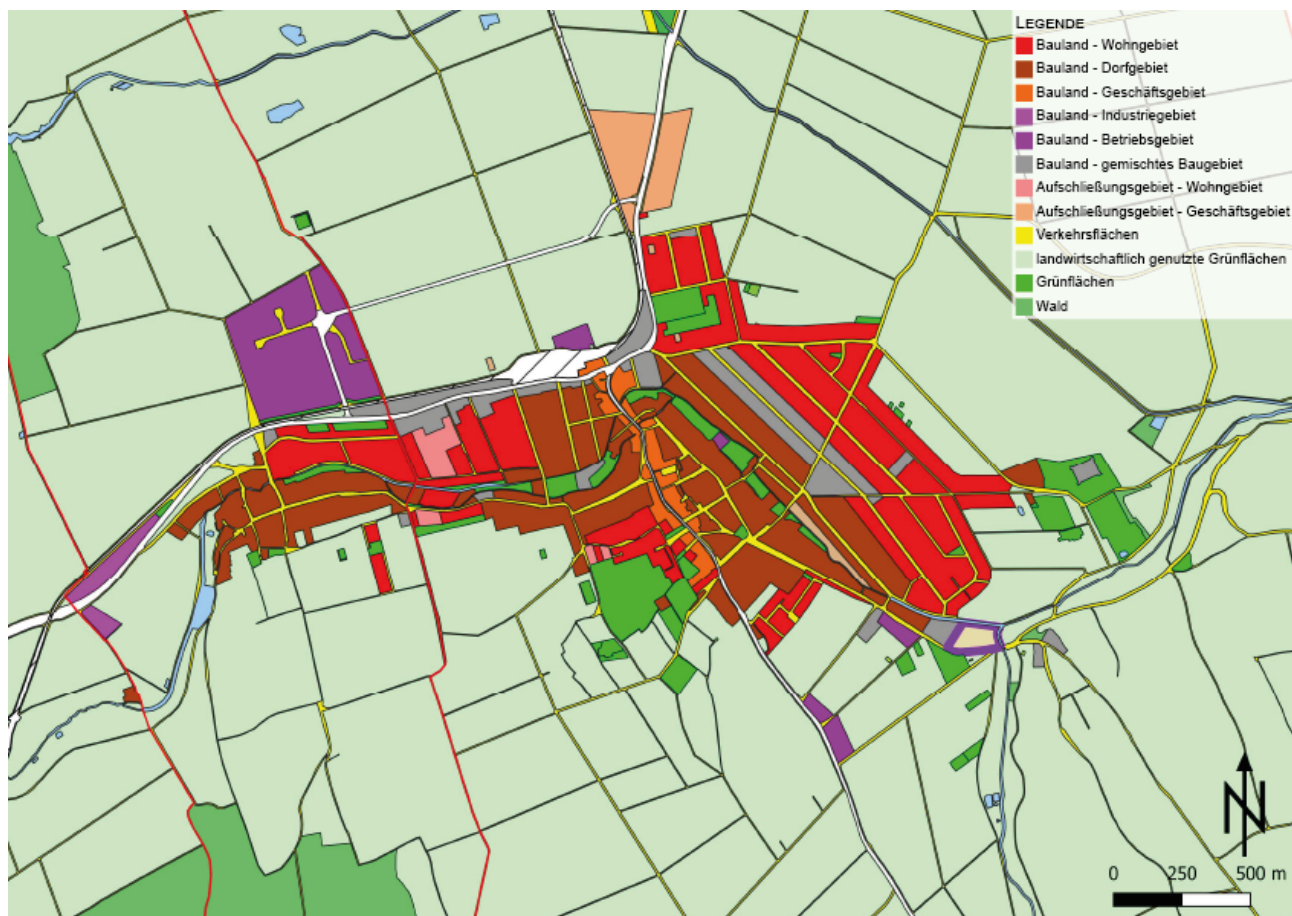 LEGENDE
Bauland - Wohngebiet
Bauland - Dorfgebiet
Bauland - Geschäftsgebiet
Bauland - Industriegebiet
Bauland - Betriebsgebiet
Bauland - gemischtes Baugebiet
Aufschließungsgebiet - Wohngebiet
Aufschließungsgebiet - Geschäftsgebiet
Verkehrsflächen
landwirtschaftlich genutzte Grünflächen
Grünflächen
Wald
N
0 250 500 m